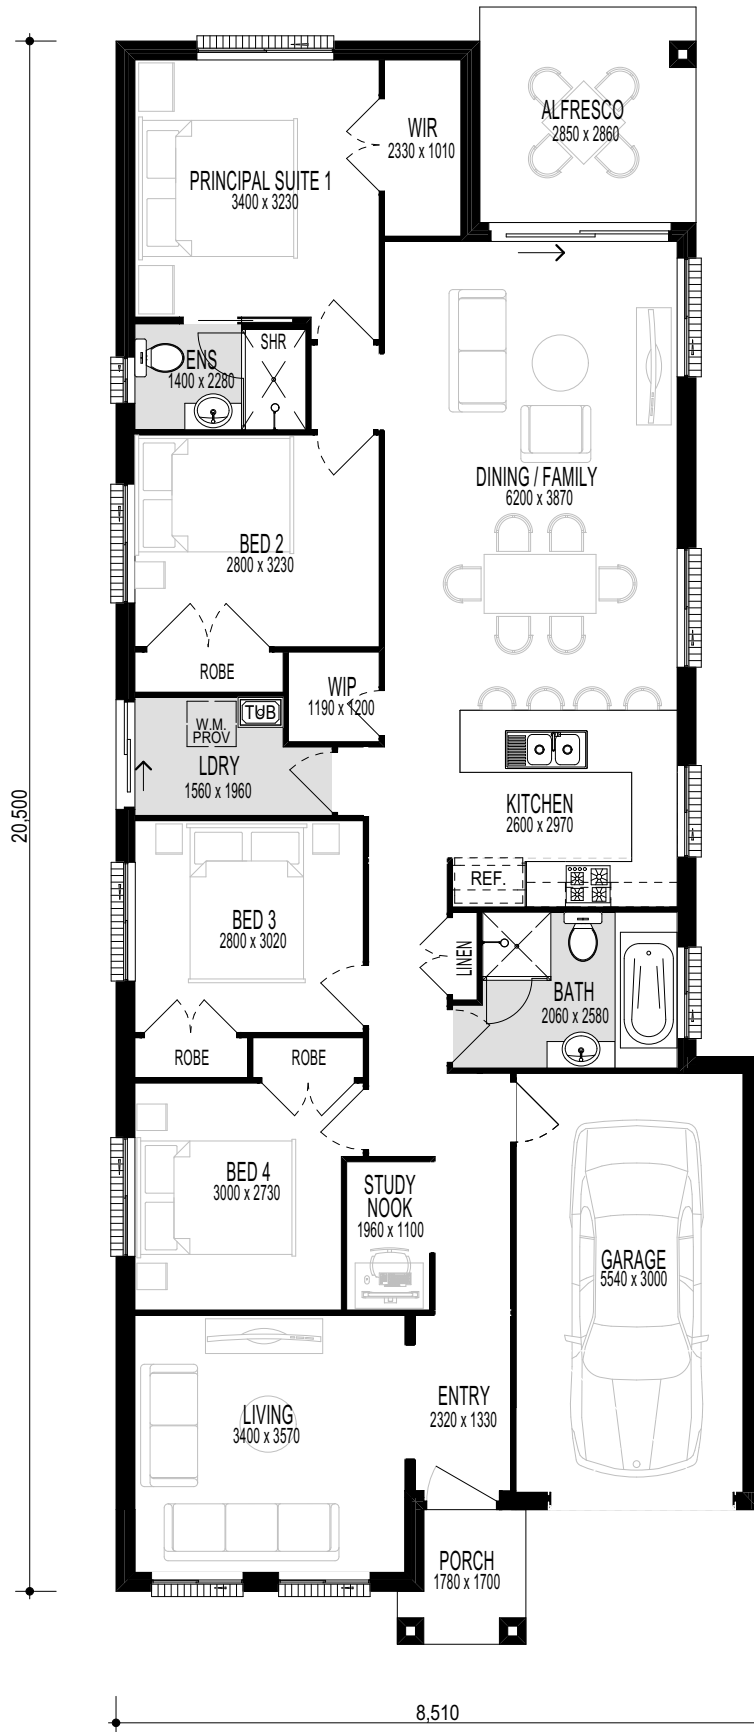 ALFRESCO
2850 x 2860
WIR
2330 x 1010
PRINCIPAL SUITE 1
3400 x 3230
SHR
ENS
1400 x 2280
DINING / FAMILY
6200 x 3870
BED 2
2800 x 3230
ROBE
WIP
1190 x 1200
TUB
W.M.
PROV
LDRY
1560 x 1960
KITCHEN
2600 x 2970
20,500
REF.
BED 3
2800 x 3020
LINEN
BATH
2060 x 2580
ROBE
ROBE
BED 4
3000 x 2730
STUDY
NOOK
1960 x 1100
GARAGE
5540 x 3000
LIVING
3400 x 3570
ENTRY
2320 x 1330
PORCH
1780 x 1700
8,510